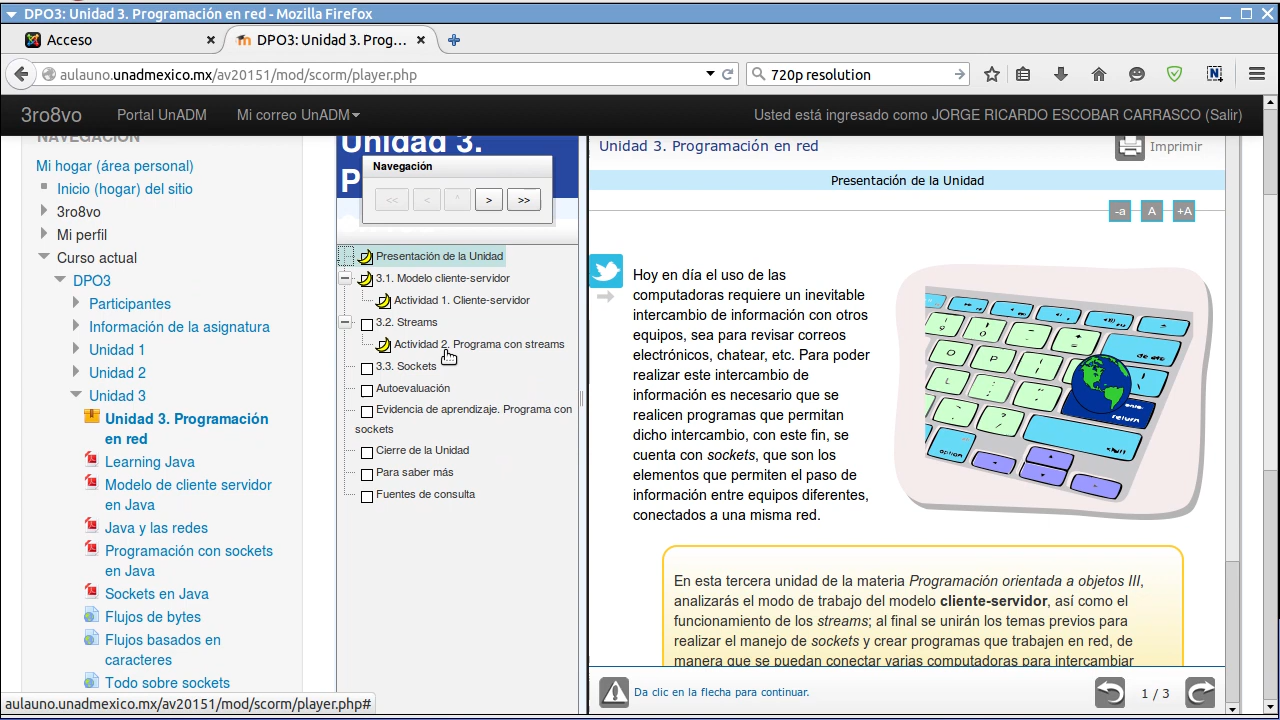 DPO3: Unidad 3. Programación en red - Mozilla Firefox
Acceso
DPO3: Unidad 3. Prog...
aulauno.unadmexico.mx/av20151/mod/scorm/player.php
720p resolution
3ro8vo
Portal UnADM
Mi correo UnADM
Usted está ingresado como JORGE RICARDO ESCOBAR CARRASCO (Salir)
NAVEGACIÓN
Mi hogar (área personal)
Inicio (hogar) del sitio
3ro8vo
Mi perfil
Curso actual
DPO3
Participantes
Información de la asignatura
Unidad 1
Unidad 2
Unidad 3
Unidad 3. Programación
en red
Learning Java
Modelo de cliente servidor
en Java
Java y las redes
Programación con sockets
en Java
Sockets en Java
Flujos de bytes
Flujos basados en
caracteres
Todo sobre sockets
aulauno.unadmexico.mx/av20151/mod/scorm/player.php#
Unidad 3.
P
Navegación
<< < ^ > >>
Presentación de la Unidad
3.1. Modelo cliente-servidor
Actividad 1. Cliente-servidor
3.2. Streams
Actividad 2. Programa con streams
3.3. Sockets
Autoevaluación
Evidencia de aprendizaje. Programa con
sockets
Cierre de la Unidad
Para saber más
Fuentes de consulta
Unidad 3. Programación en red
Imprimir
Presentación de la Unidad
-a A +A
Hoy en día el uso de las
computadoras requiere un inevitable
intercambio de información con otros
equipos, sea para revisar correos
electrónicos, chatear, etc. Para poder
realizar este intercambio de
información es necesario que se
realicen programas que permitan
dicho intercambio, con este fin, se
cuenta con sockets, que son los
elementos que permiten el paso de
información entre equipos diferentes,
conectados a una misma red.
O P
L
return
option
shift
En esta tercera unidad de la materia Programación orientada a objetos III,
analizarás el modo de trabajo del modelo cliente-servidor, así como el
funcionamiento de los streams; al final se unirán los temas previos para
realizar el manejo de sockets y crear programas que trabajen en red, de
manera que se puedan conectar varias computadoras para intercambiar
Da clic en la flecha para continuar.
1 / 3